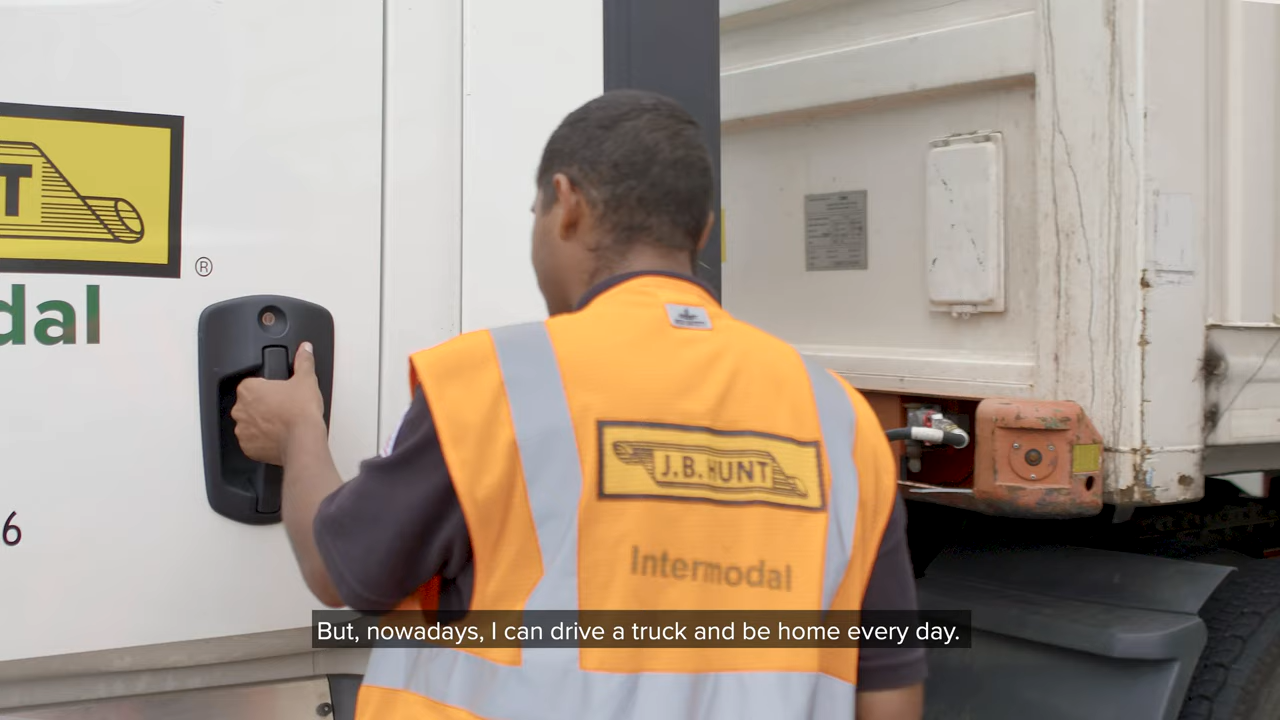 T
®
dal
6
J.B. HUNT
Intermodal
But, nowadays, I can drive a truck and be home every day.